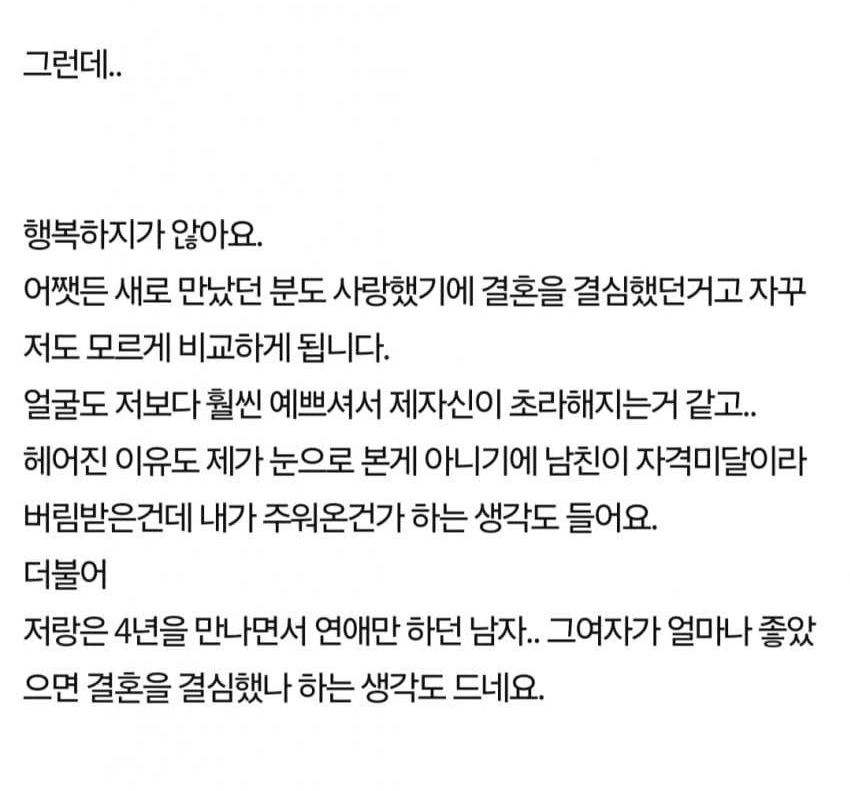 그런데..
행복하지가 않아요.
어쨋든 새로 만났던 분도 사랑했기에 결혼을 결심했던거고 자꾸
저도 모르게 비교하게 됩니다.
얼굴도 저보다 훨씬 예쁘셔서 제자신이 초라해지는거 같고..
헤어진 이유도 제가 눈으로 본게 아니기에 남친이 자격미달이라
버림받은건데 내가 주워온건가 하는 생각도 들어요.
더불어
저랑은 4년을 만나면서 연애만 하던 남자.. 그여자가 얼마나 좋았
으면 결혼을 결심했나 하는 생각도 드네요.